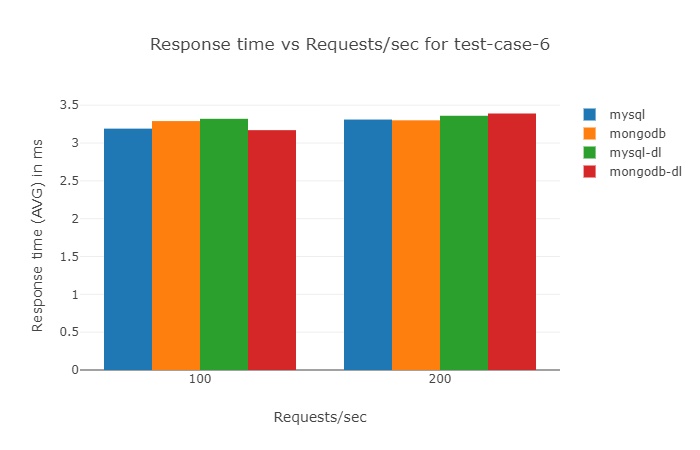 Response time vs Requests/sec for test-case-6
Response time (AVG) in ms
3.5
3
2.5
2
1.5
1
0.5
0
100
200
Requests/sec
mysql
mongodb
mysql-dl
mongodb-dl